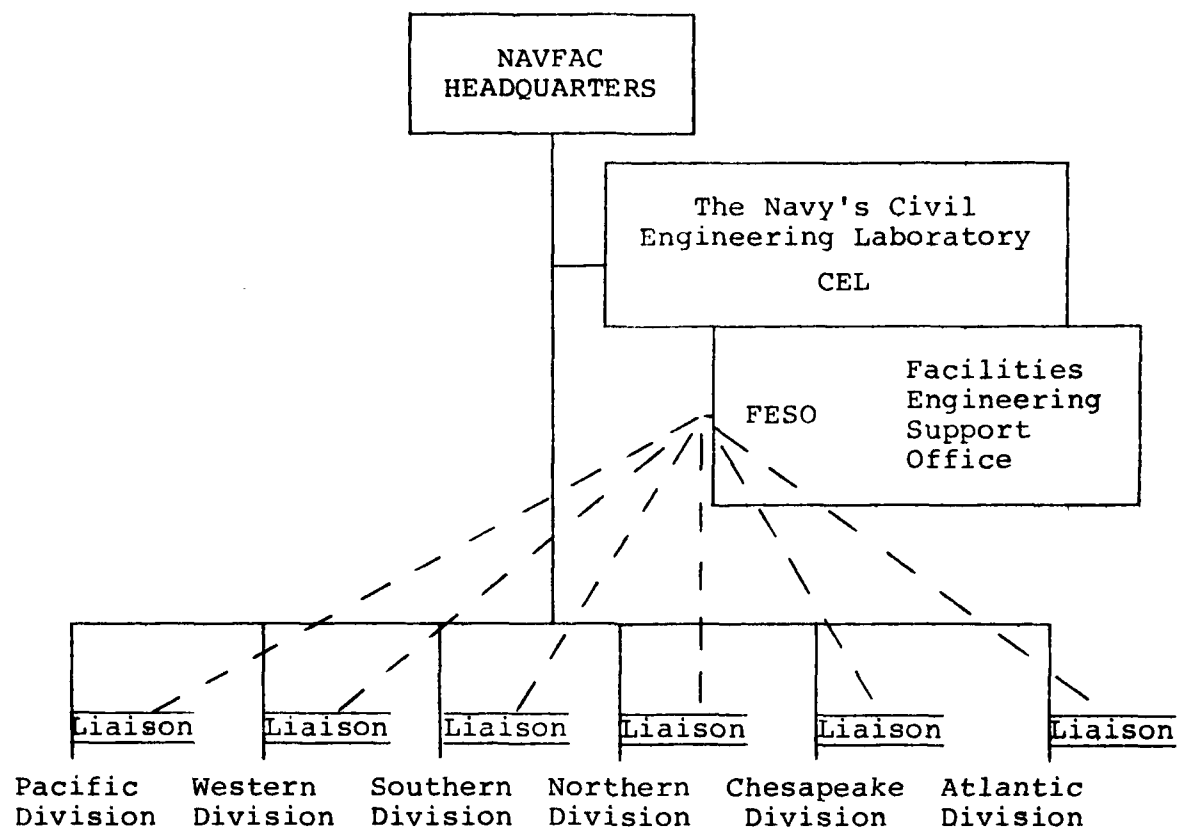 NAVFAC
HEADQUARTERS
The Navy's Civil
Engineering Laboratory
CEL
FESO
Facilities
Engineering
Support
Office
Liaison Liaison Liaison Liaison Liaison Liaison
Pacific Western Southern Northern Chesapeake Atlantic
Division Division Division Division Division Division